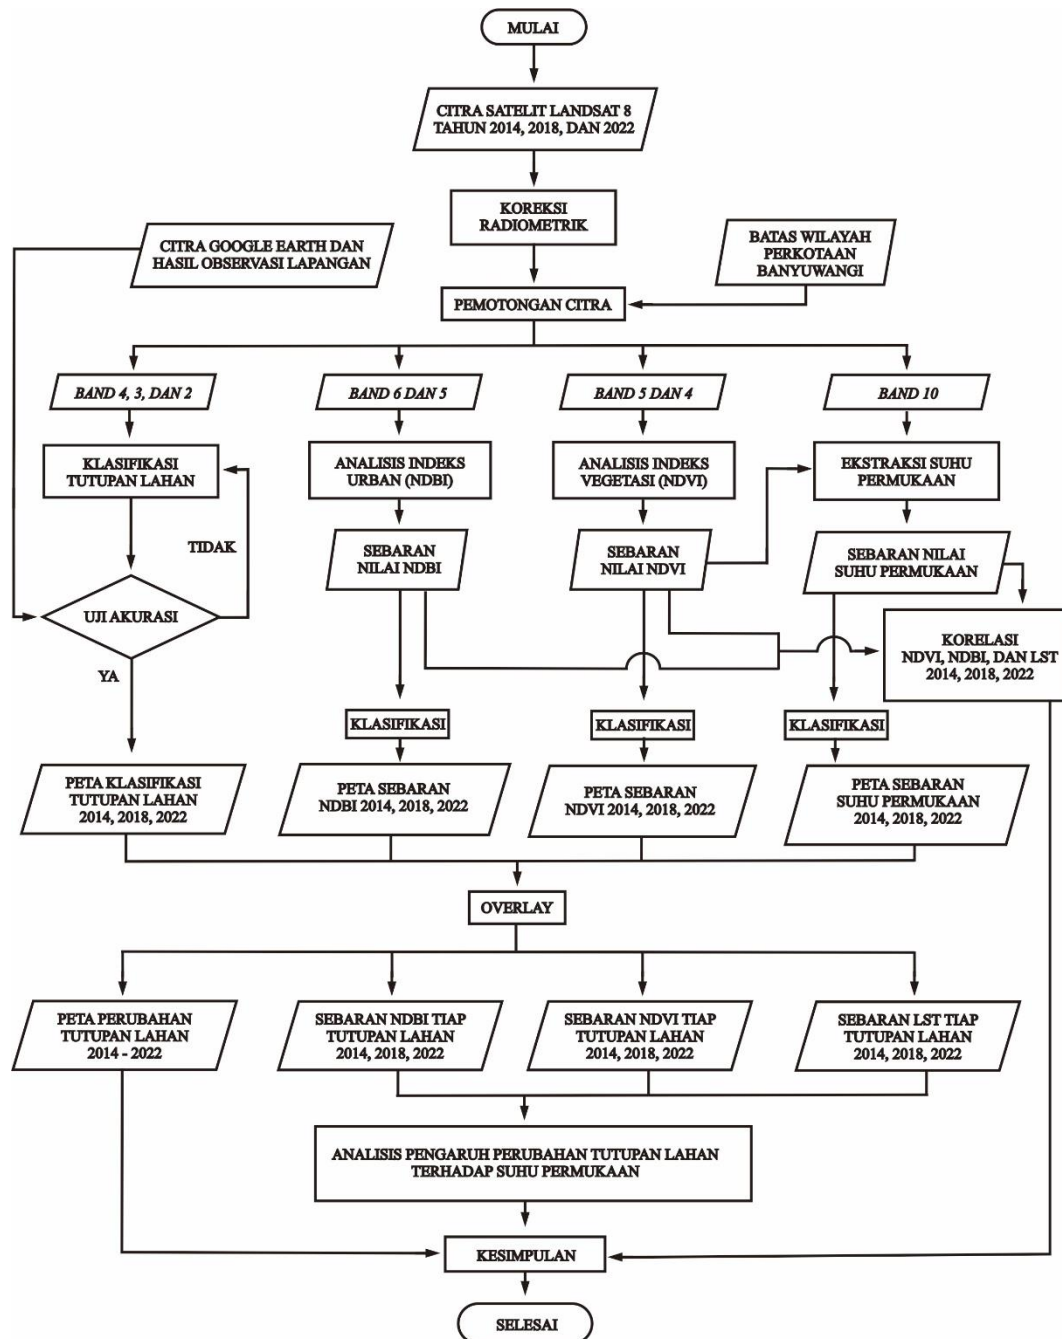 MULAI
CITRA SATELIT LANDSAT 8
TAHUN 2014, 2018, DAN 2022
KOREKSI
RADIOMETRIK
CITRA GOOGLE EARTH DAN
HASIL OBSERVASI LAPANGAN
BATAS WILAYAH
PERKOTAAN
BANYUWANGI
PEMOTONGAN CITRA
BAND 4, 3, DAN 2
BAND 6 DAN 5
BAND 5 DAN 4
BAND 10
KLASIFIKASI
TUTUPAN LAHAN
ANALISIS INDEKS
URBAN (NDBI)
ANALISIS INDEKS
VEGETASI (NDVI)
EKSTRAKSI SUHU
PERMUKAAN
TIDAK
SEBARAN
NILAI NDBI
SEBARAN
NILAI NDVI
SEBARAN NILAI
SUHU PERMUKAAN
UJI AKURASI
YA
KORELASI
NDVI, NDBI, DAN LST
2014, 2018, 2022
KLASIFIKASI
KLASIFIKASI
KLASIFIKASI
PETA KLASIFIKASI
TUTUPAN LAHAN
2014, 2018, 2022
PETA SEBARAN
NDBI 2014, 2018, 2022
PETA SEBARAN
NDVI 2014, 2018, 2022
PETA SEBARAN
SUHU PERMUKAAN
2014, 2018, 2022
OVERLAY
PETA PERUBAHAN
TUTUPAN LAHAN
2014 - 2022
SEBARAN NDBI TIAP
TUTUPAN LAHAN
2014, 2018, 2022
SEBARAN NDVI TIAP
TUTUPAN LAHAN
2014, 2018, 2022
SEBARAN LST TIAP
TUTUPAN LAHAN
2014, 2018, 2022
ANALISIS PENGARUH PERUBAHAN TUTUPAN LAHAN
TERHADAP SUHU PERMUKAAN
KESIMPULAN
SELESAI